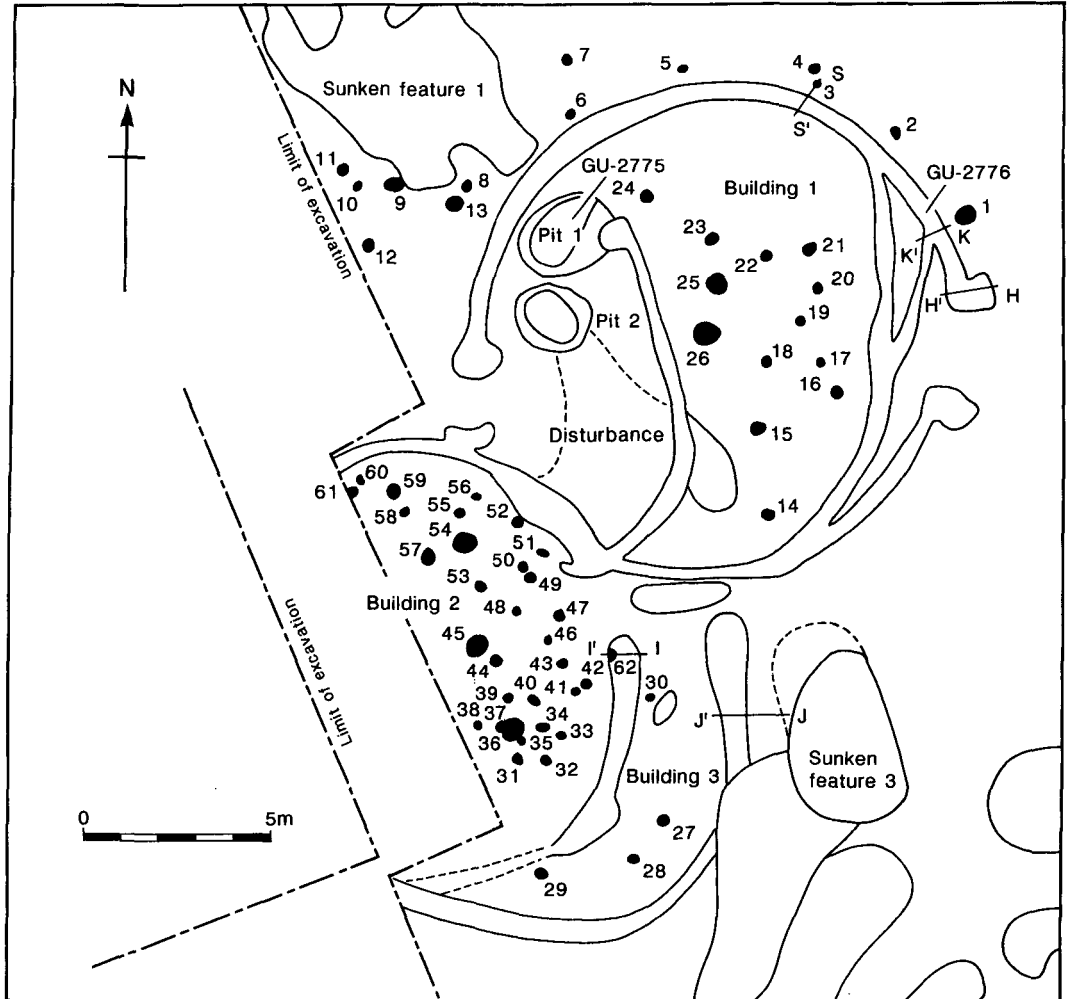 7
5
4
S
3
Sunken feature 1
N
6
S'
2
Limit of excavation
GU-2775
GU-2776
11
10
9
8
13
24
Building 1
1
Pit 1
K
K'
12
23
22
21
25
20
H'
H
Pit 2
19
26
18
17
16
Disturbance
15
60
61
59
56
58
55
52
14
54
51
57
50
49
53
Building 2
48
47
45
46
I'
I
44
43
42
62
40
41
30
39
38
37
34
J'
J
33
36
35
Limit of excavation
31
32
Sunken
feature 3
Building 3
0
5m
27
28
29